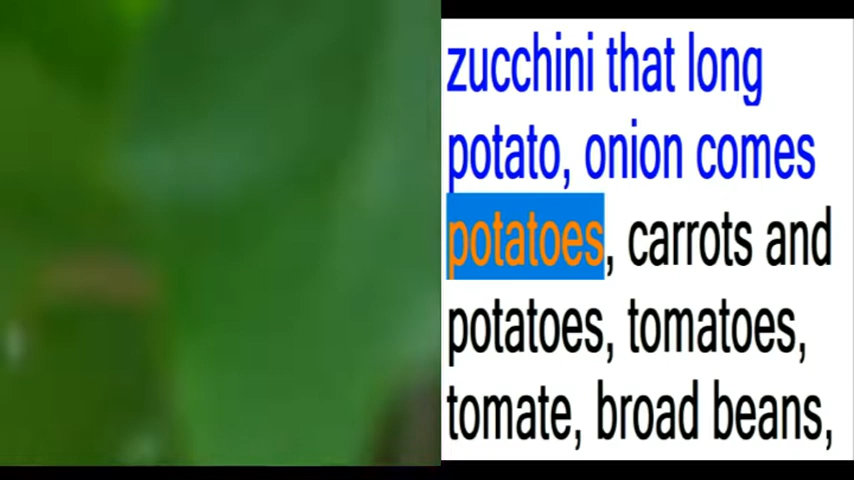 zucchini that long
potato, onion comes
potatoes, carrots and
potatoes, tomatoes,
tomate, broad beans,